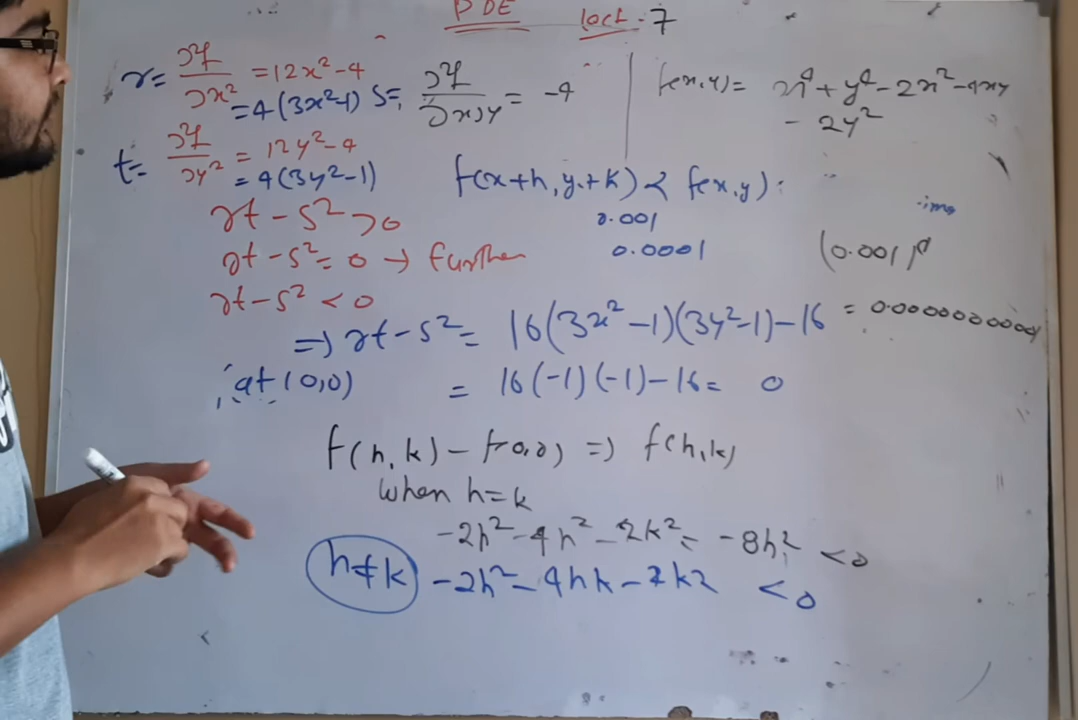 PDE lect-7
r = ∂²f/∂x² = 12x²-4
= 4(3x²-1) S = ∂²f/∂x∂y = -4
f(x,y) = x⁴+y⁴-2x²-4xy
- 2y²
t = ∂²f/∂y² = 12y²-4
= 4(3y²-1)
f(x+h, y+k) < f(x,y) :
rt - s² > 0
0.001
rt - s² = 0 → further
0.0001
(0.001)⁴
rt - s² < 0
=> rt - s² = 16(3x²-1)(3y²-1)-16
at (0,0) = 16(-1)(-1)-16 = 0
f(h,k) - f(0,0) => f(h,k)
when h=k
-2h²-4h²-2k² = -8h² <0
h≠k -2h²-4hk-2k2 <0